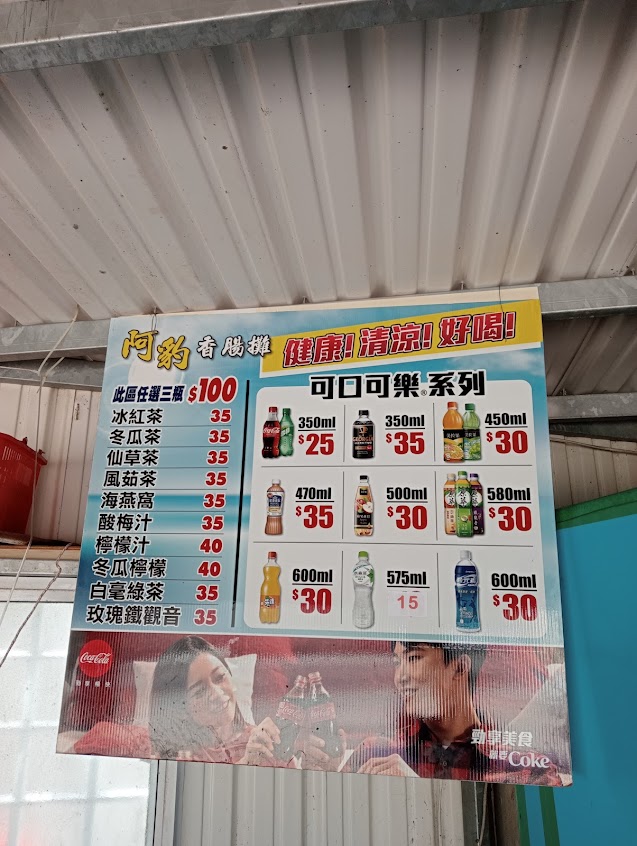 阿豹 香腸攤
健康! 清涼! 好喝!
此區任選三瓶 $100
冰紅茶 35
冬瓜茶 35
仙草茶 35
風茹茶 35
海燕窩 35
酸梅汁 35
檸檬汁 40
冬瓜檸檬 40
白毫綠茶 35
玫瑰鐵觀音 35
可口可樂®系列
350ml $25
350ml $35
450ml $30
470ml $35
500ml $30
580ml $30
600ml $30
575ml 15
600ml $30
Coca-Cola
勁享美食
Coke